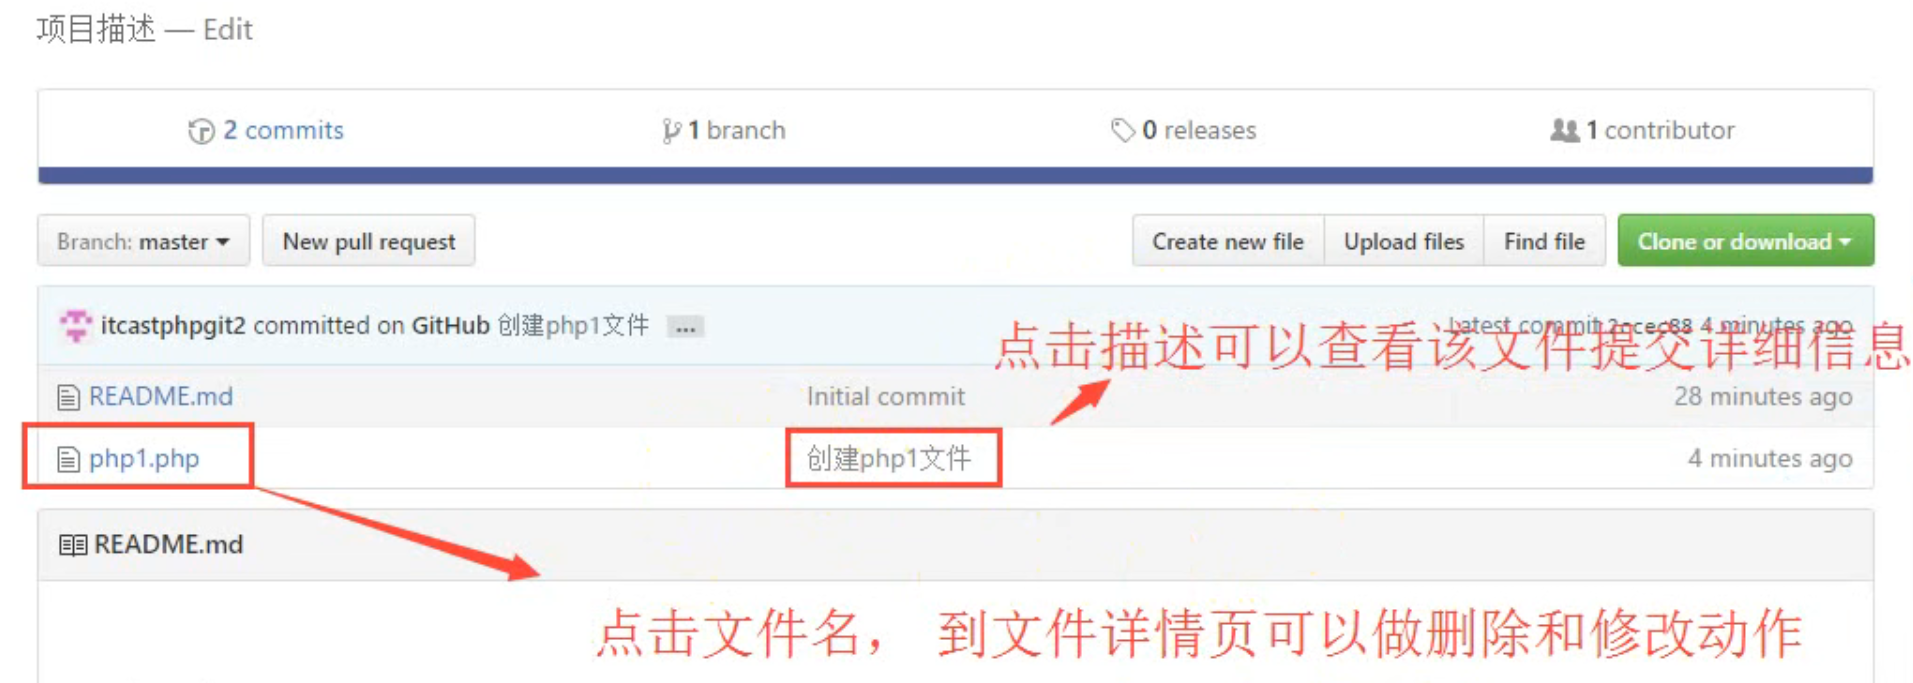 项目描述 — Edit
2 commits
1 branch
0 releases
1 contributor
Branch: master
New pull request
Create new file
Upload files
Find file
Clone or download
itcastphpgit2 committed on GitHub 创建php1文件 ...
Latest commit 2ccec88 4 minutes ago
点击描述可以查看该文件提交详细信息
README.md
Initial commit
28 minutes ago
php1.php
创建php1文件
4 minutes ago
README.md
点击文件名， 到文件详情页可以做删除和修改动作